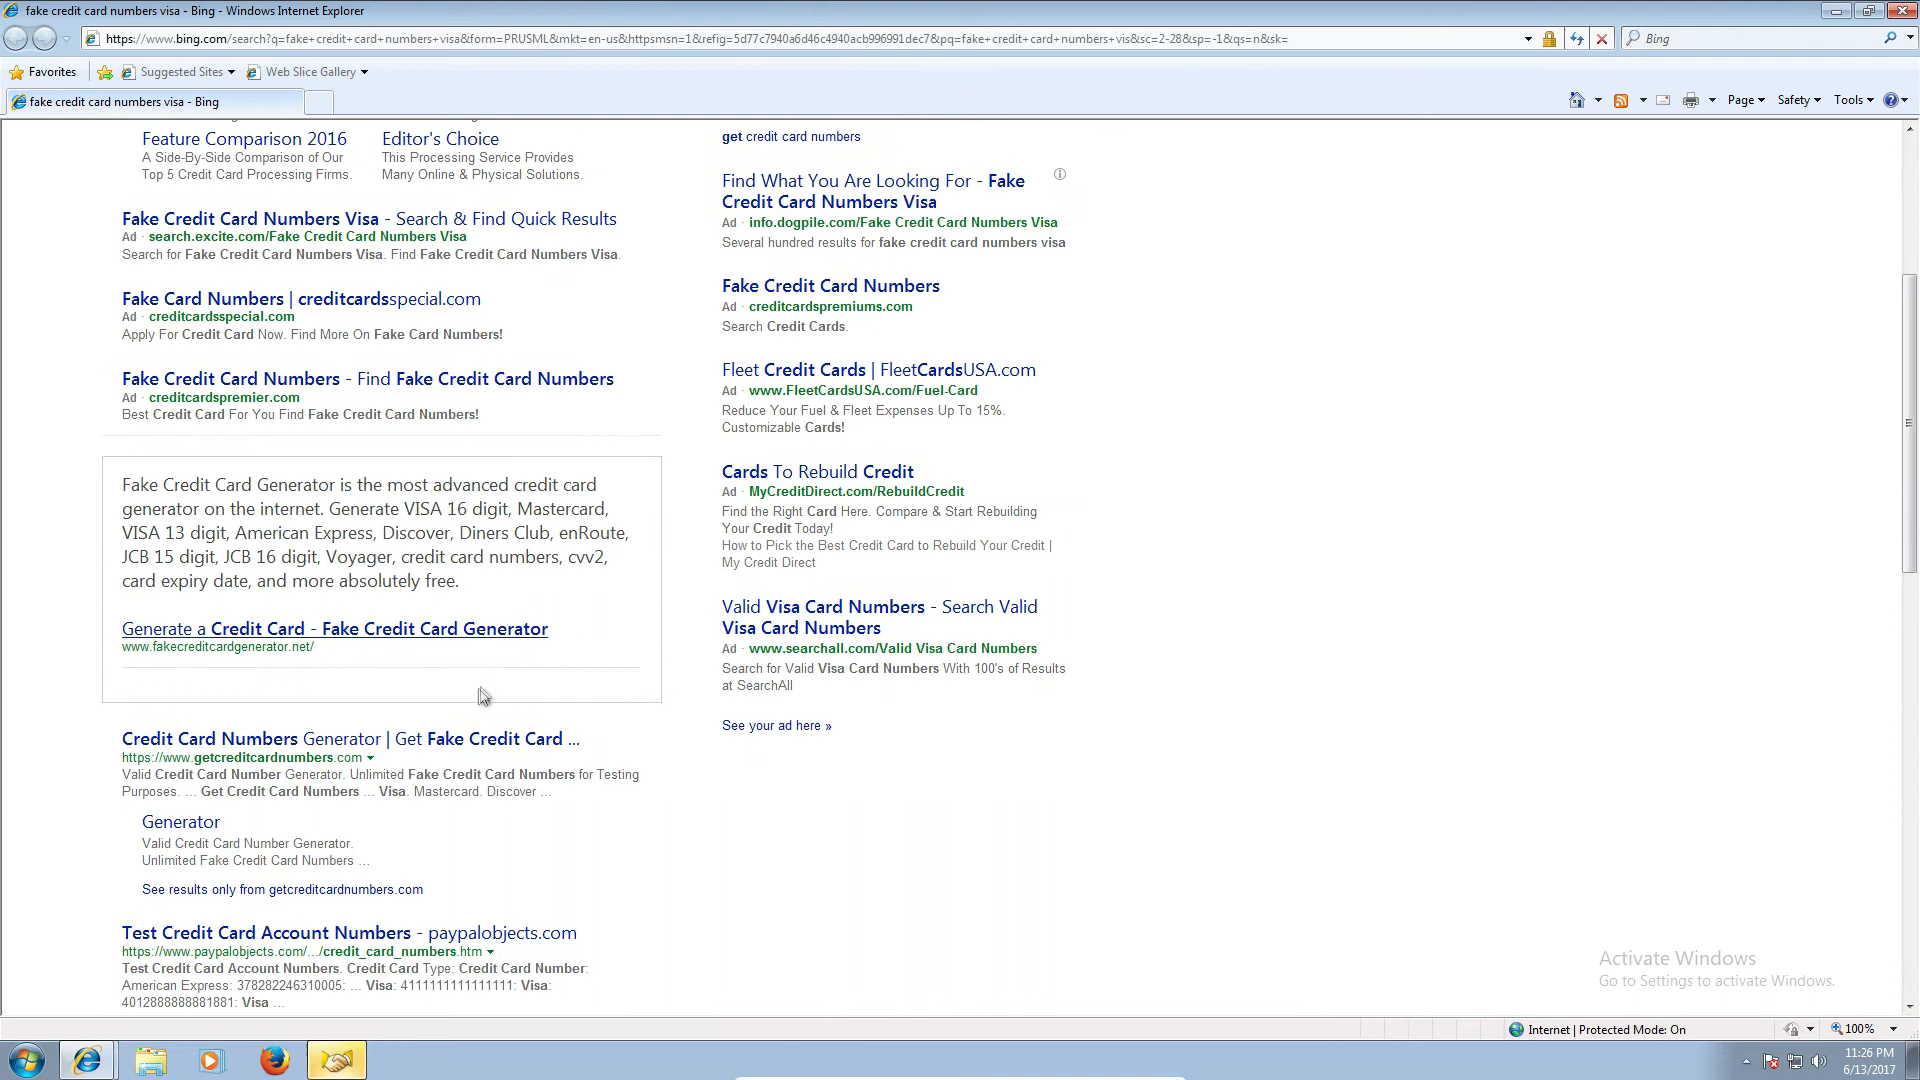 fake credit card numbers visa - Bing - Windows Internet Explorer
https://www.bing.com/search?q=fake+credit+card+numbers+visa&form=PRUSML&mkt=en-us&httpsmsn=1&refig=5d77c7940a6d46c4940acb996991dec7&pq=fake+credit+card+numbers+vis&sc=2-28&sp=-1&qs=n&sk=
Bing
Favorites
Suggested Sites
Web Slice Gallery
fake credit card numbers visa - Bing
Page
Safety
Tools
Feature Comparison 2016
A Side-By-Side Comparison of Our
Top 5 Credit Card Processing Firms.
Editor's Choice
This Processing Service Provides
Many Online & Physical Solutions.
Fake Credit Card Numbers Visa - Search & Find Quick Results
Ad · search.excite.com/Fake Credit Card Numbers Visa
Search for Fake Credit Card Numbers Visa. Find Fake Credit Card Numbers Visa.
Fake Card Numbers | creditcardsspecial.com
Ad · creditcardsspecial.com
Apply For Credit Card Now. Find More On Fake Card Numbers!
Fake Credit Card Numbers - Find Fake Credit Card Numbers
Ad · creditcardspremier.com
Best Credit Card For You Find Fake Credit Card Numbers!
Fake Credit Card Generator is the most advanced credit card
generator on the internet. Generate VISA 16 digit, Mastercard,
VISA 13 digit, American Express, Discover, Diners Club, enRoute,
JCB 15 digit, JCB 16 digit, Voyager, credit card numbers, cvv2,
card expiry date, and more absolutely free.
Generate a Credit Card - Fake Credit Card Generator
www.fakecreditcardgenerator.net/
Credit Card Numbers Generator | Get Fake Credit Card ...
https://www.getcreditcardnumbers.com
Valid Credit Card Number Generator. Unlimited Fake Credit Card Numbers for Testing
Purposes. ... Get Credit Card Numbers ... Visa. Mastercard. Discover ...
Generator
Valid Credit Card Number Generator.
Unlimited Fake Credit Card Numbers ...
See results only from getcreditcardnumbers.com
Test Credit Card Account Numbers - paypalobjects.com
https://www.paypalobjects.com/.../credit_card_numbers.htm
Test Credit Card Account Numbers. Credit Card Type: Credit Card Number:
American Express: 378282246310005: ... Visa: 4111111111111111: Visa:
4012888888881881: Visa ...
get credit card numbers
Find What You Are Looking For - Fake
Credit Card Numbers Visa
Ad · info.dogpile.com/Fake Credit Card Numbers Visa
Several hundred results for fake credit card numbers visa
Fake Credit Card Numbers
Ad · creditcardspremiums.com
Search Credit Cards.
Fleet Credit Cards | FleetCardsUSA.com
Ad · www.FleetCardsUSA.com/Fuel-Card
Reduce Your Fuel & Fleet Expenses Up To 15%.
Customizable Cards!
Cards To Rebuild Credit
Ad · MyCreditDirect.com/RebuildCredit
Find the Right Card Here. Compare & Start Rebuilding
Your Credit Today!
How to Pick the Best Credit Card to Rebuild Your Credit |
My Credit Direct
Valid Visa Card Numbers - Search Valid
Visa Card Numbers
Ad · www.searchall.com/Valid Visa Card Numbers
Search for Valid Visa Card Numbers With 100's of Results
at SearchAll
See your ad here »
Activate Windows
Go to Settings to activate Windows.
Internet | Protected Mode: On
100%
11:26 PM
6/13/2017